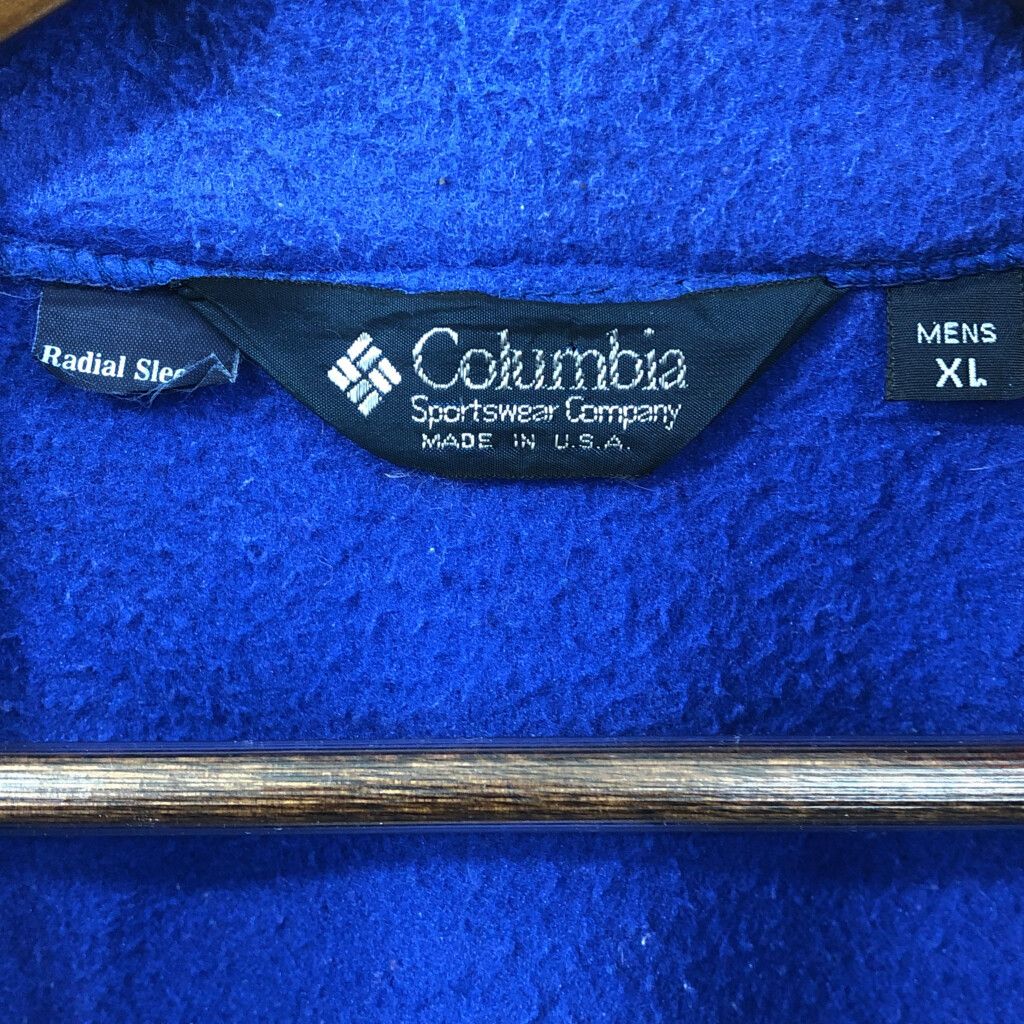 Radial Slee
Columbia
Sportswear Company
MADE IN U.S.A.
MENS
XL